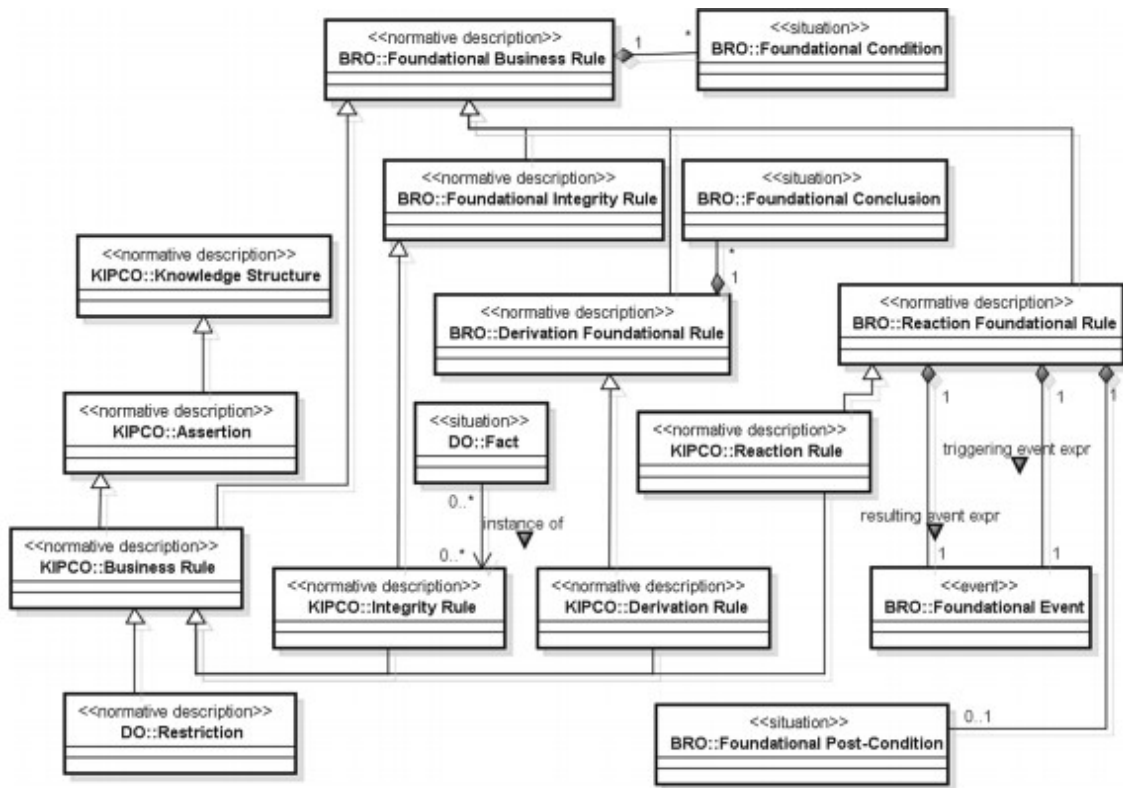 <<normative description>>
BRO::Foundational Business Rule
1
*
<<situation>>
BRO::Foundational Condition
<<normative description>>
BRO::Foundational Integrity Rule
<<situation>>
BRO::Foundational Conclusion
*
1
<<normative description>>
KIPCO::Knowledge Structure
<<normative description>>
BRO::Derivation Foundational Rule
<<normative description>>
BRO::Reaction Foundational Rule
1
1
1
<<normative description>>
KIPCO::Assertion
<<situation>>
DO::Fact
0..*
instance of
0..*
<<normative description>>
KIPCO::Reaction Rule
triggering event expr
resulting event expr
1
1
<<normative description>>
KIPCO::Business Rule
<<normative description>>
KIPCO::Integrity Rule
<<normative description>>
KIPCO::Derivation Rule
<<event>>
BRO::Foundational Event
<<normative description>>
DO::Restriction
<<situation>>
BRO::Foundational Post-Condition
0..1